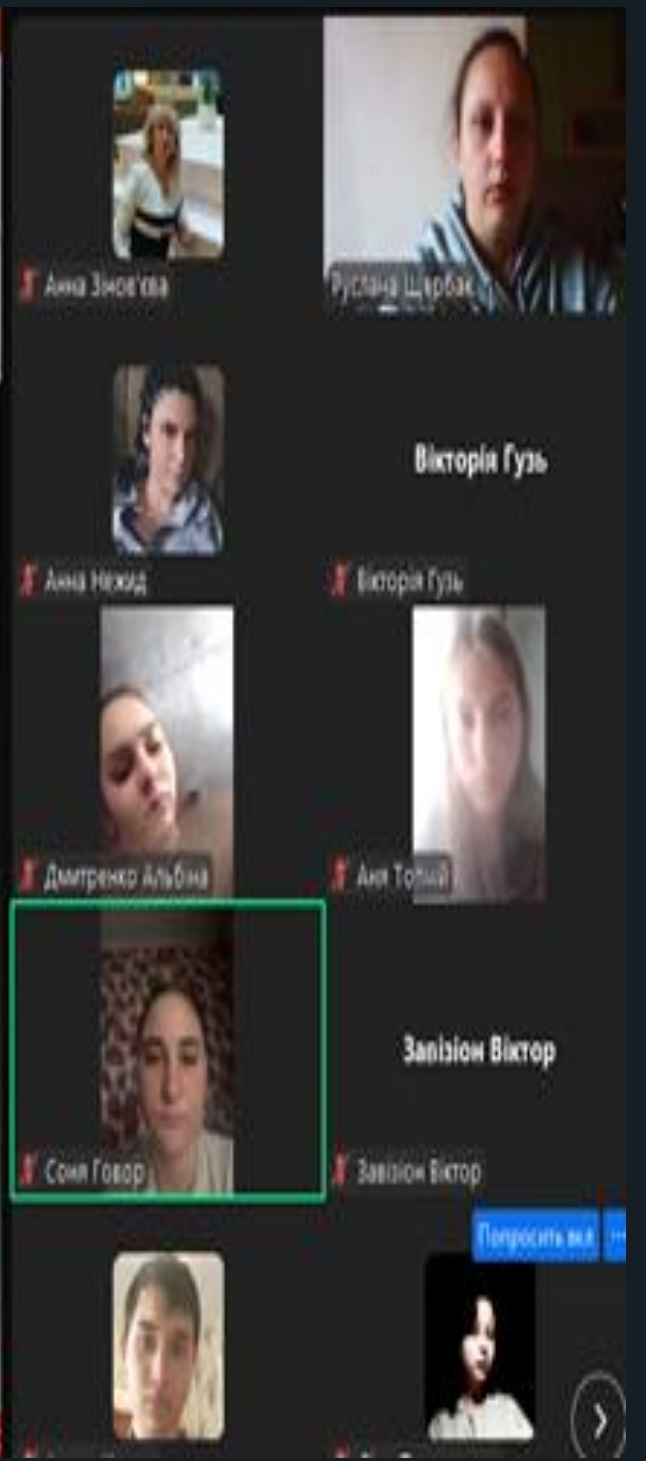 Анна Зінов'єва
Руслана Щербак
Анна Нежид
Вікторія Гузь
Вікторія Гузь
Дмитренко Альбіна
Аня
Соня Говор
Завізіон Віктор
Завізіон Віктор
Попросить вкл